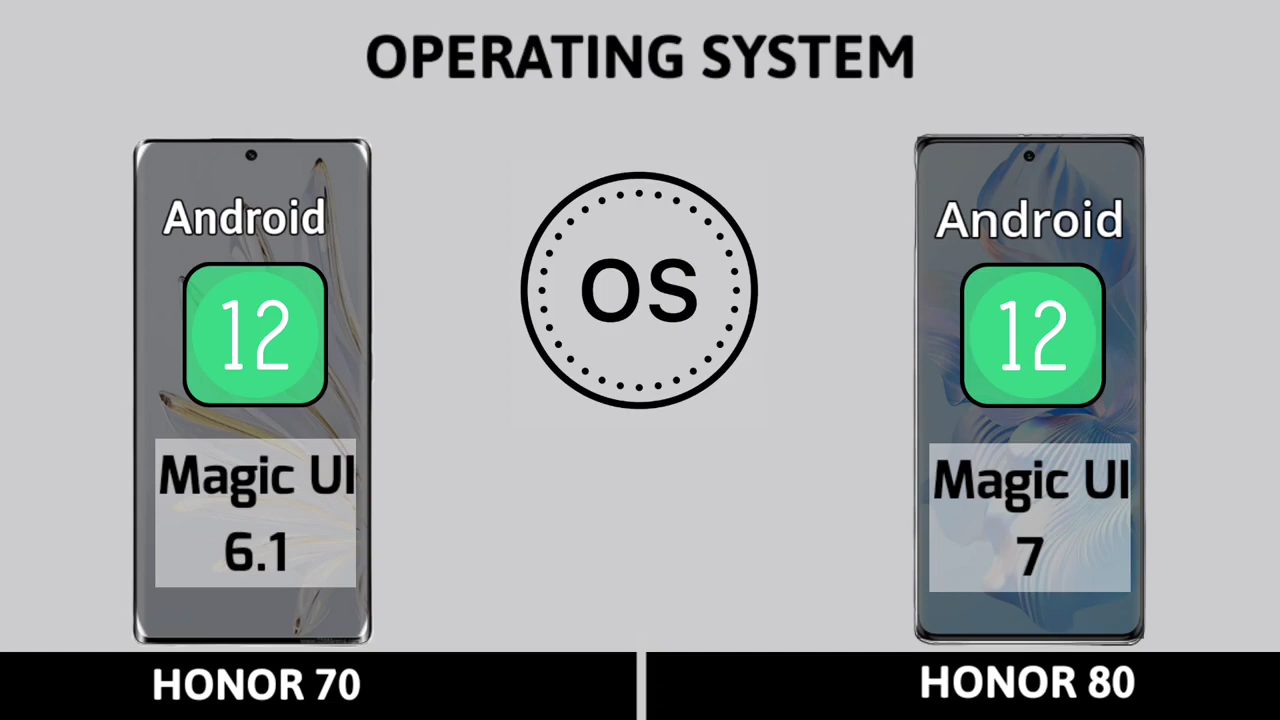 OPERATING SYSTEM
Android
12
Magic UI
6.1
OS
Android
12
Magic UI
7
HONOR 70
HONOR 80